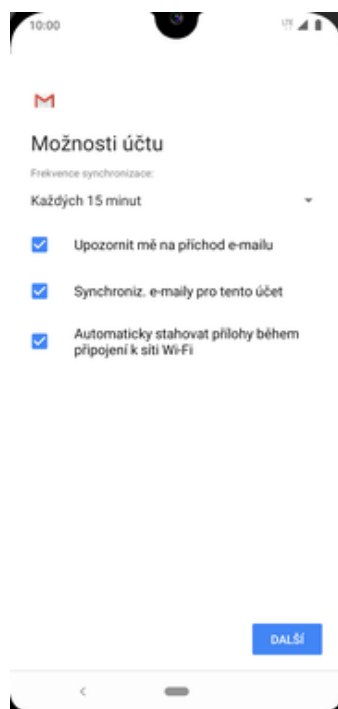 10:00
LTE
Možnosti účtu
Frekvence synchronizace:
Každých 15 minut
Upozornit mě na příchod e-mailu
Synchroniz. e-maily pro tento účet
Automaticky stahovat přílohy během
připojení k síti Wi-Fi
DALŠÍ